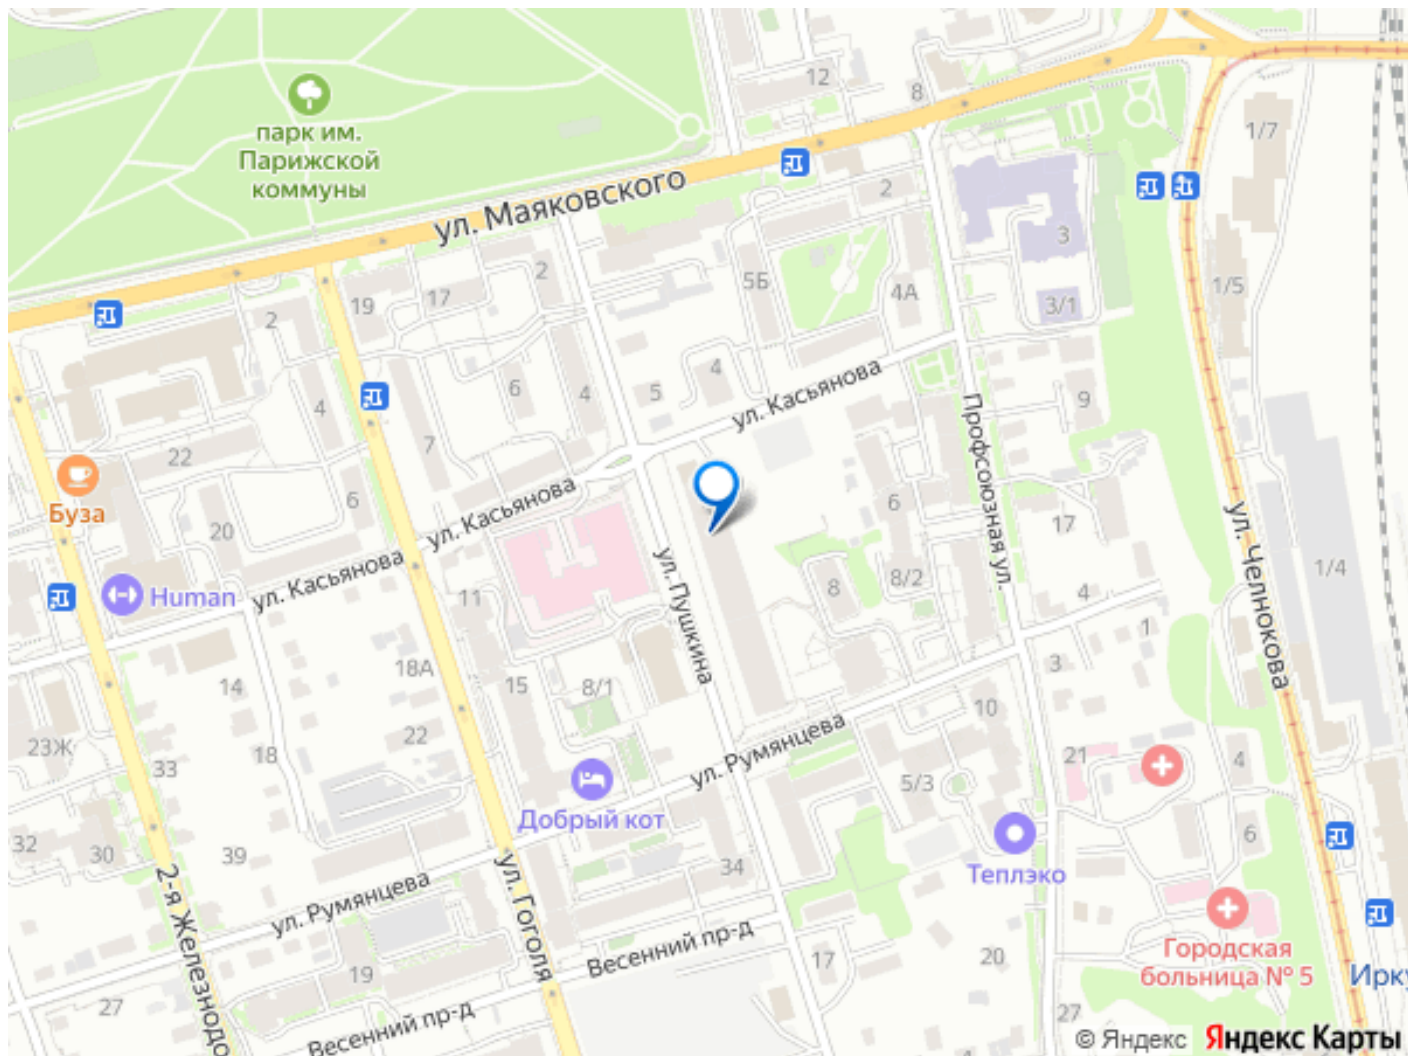 12
8
1/7
парк им.
Парижской
коммуны
ул. Маяковского
2
3
1/5
3/1
5Б
4А
2
17
19
2
4
6
4
5
4
ул. Касьянова
9
Профсоюзная ул.
7
22
Буза
20
6
ул. Касьянова
ул. Касьянова
6
17
ул. Челнокова
1/4
Human
11
ул. Пушкина
8/2
8
4
1
3
18А
14
15
8/1
10
22
23Ж
18
33
ул. Румянцева
21
4
5/3
Добрый кот
6
32
30
39
34
Теплэко
2-я Железнодо
ул. Румянцева
ул. Гоголя
Весенний пр-д
17
20
Городская
больница № 5
Ирку
19
27
Весенний пр-д
27
© Яндекс Яндекс Карты